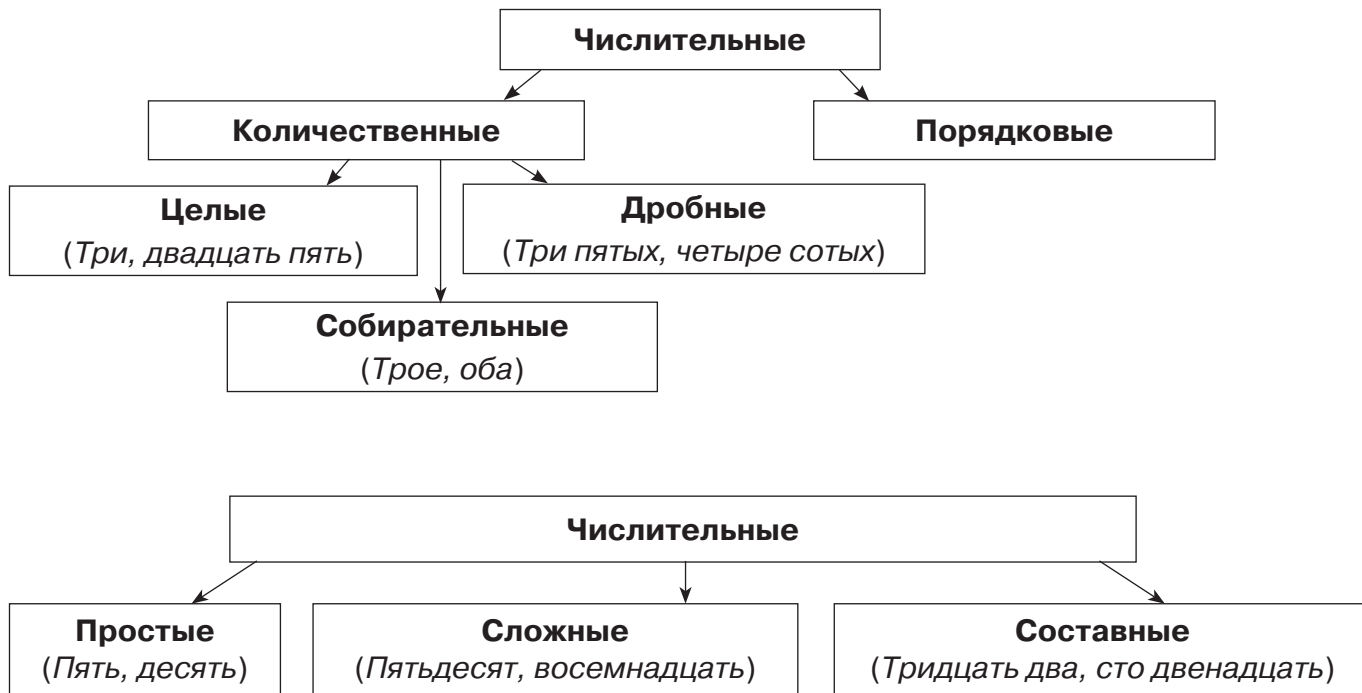 Числительные
Количественные
Порядковые
Целые
(Три, двадцать пять)
Дробные
(Три пятых, четыре сотых)
Собирательные
(Трое, оба)
Числительные
Простые
(Пять, десять)
Сложные
(Пятьдесят, восемнадцать)
Составные
(Тридцать два, сто двенадцать)